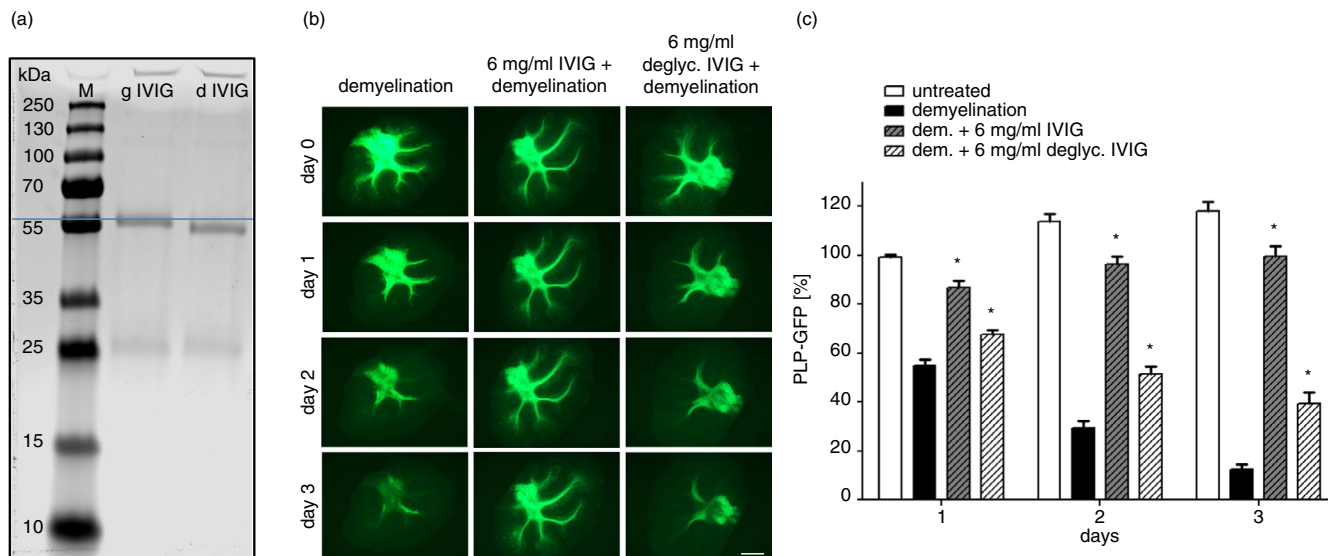 (a)
kDa
M g IVIG d IVIG
250
130
100
70
55
35
25
15
10
(b)
demyelination
6 mg/ml IVIG +
demyelination
6 mg/ml
deglyc. IVIG +
demyelination
day 0
day 1
day 2
day 3
(c)
untreated
demyelination
dem. + 6 mg/ml IVIG
dem. + 6 mg/ml deglyc. IVIG
PLP-GFP [%]
120
100
80
60
40
20
0
* *
* *
* *
1 2 3
days